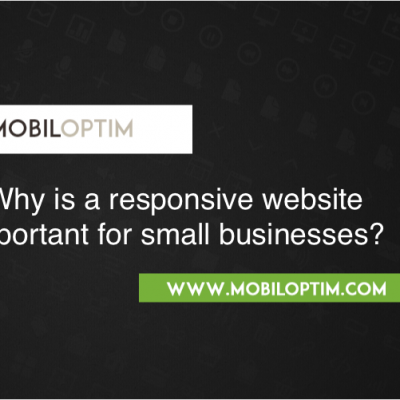 MOBILOPTIM
Why is a responsive website
portant for small businesses?
WWW.MOBILOPTIM.COM